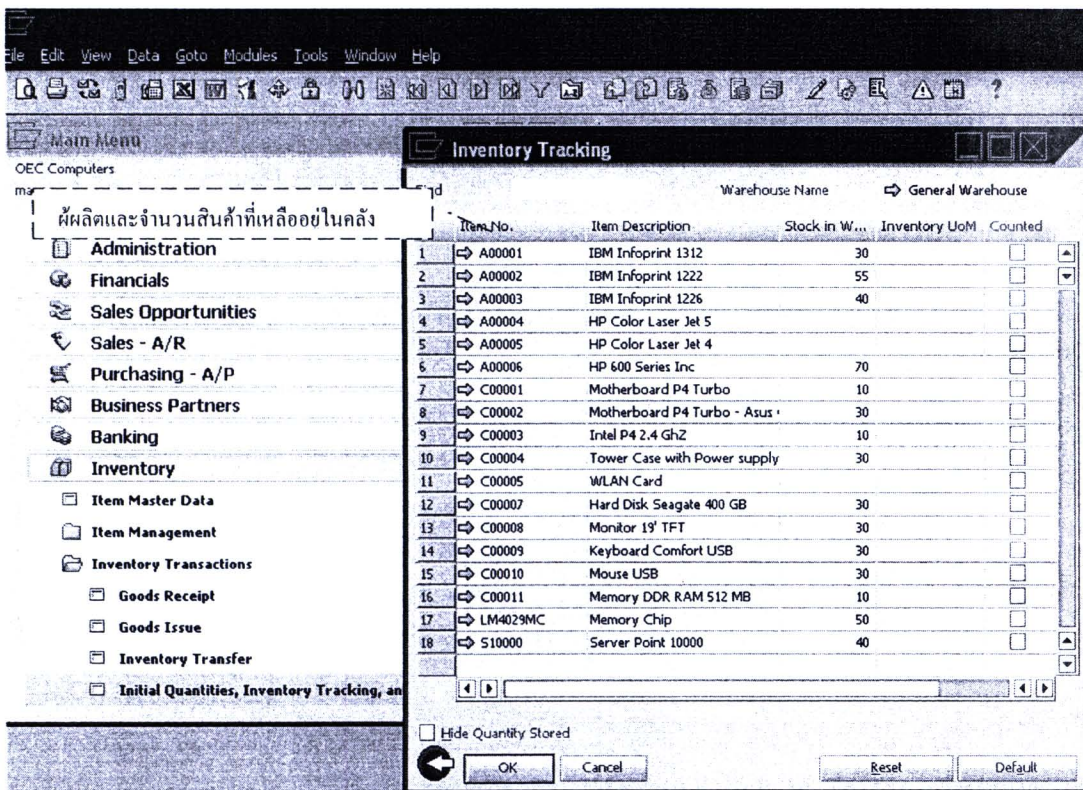 File Edit View Data Goto Modules Tools Window Help
Main Menu
OEC Computers
ma
ผู้ผลิตและจำนวนสินค้าที่เหลืออยู่ในคลัง
Administration
Financials
Sales Opportunities
Sales - A/R
Purchasing - A/P
Business Partners
Banking
Inventory
Item Master Data
Item Management
Inventory Transactions
Goods Receipt
Goods Issue
Inventory Transfer
Initial Quantities, Inventory Tracking, an
Inventory Tracking
Find Warehouse Name General Warehouse
Item No. Item Description Stock in W... Inventory UoM Counted
1 A00001 IBM Infoprint 1312 30
2 A00002 IBM Infoprint 1222 55
3 A00003 IBM Infoprint 1226 40
4 A00004 HP Color Laser Jet 5
5 A00005 HP Color Laser Jet 4
6 A00006 HP 600 Series Inc 70
7 C00001 Motherboard P4 Turbo 10
8 C00002 Motherboard P4 Turbo - Asus 30
9 C00003 Intel P4 2.4 GhZ 10
10 C00004 Tower Case with Power supply 30
11 C00005 WLAN Card
12 C00007 Hard Disk Seagate 400 GB 30
13 C00008 Monitor 19' TFT 30
14 C00009 Keyboard Comfort USB 30
15 C00010 Mouse USB 30
16 C00011 Memory DDR RAM 512 MB 10
17 LM4029MC Memory Chip 50
18 S10000 Server Point 10000 40
Hide Quantity Stored
OK Cancel Reset Default